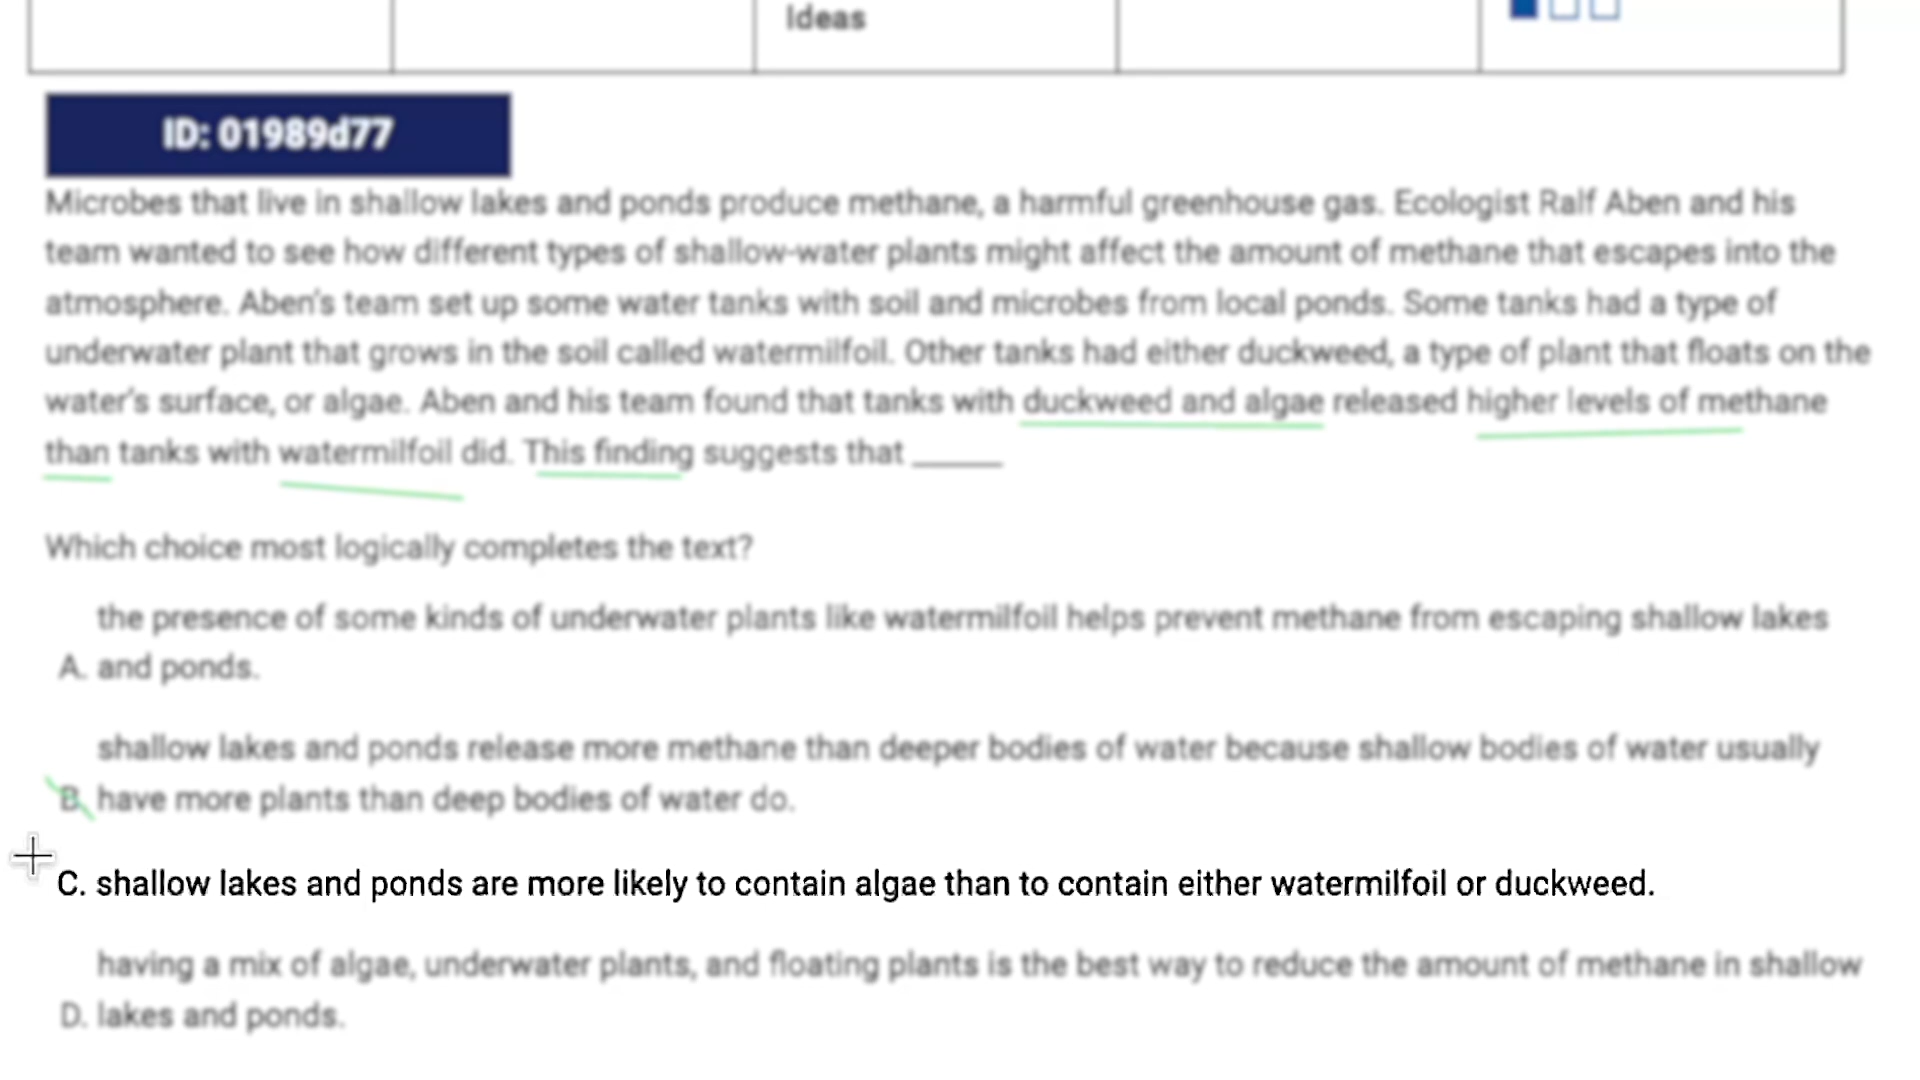 Ideas
ID: 01989d77
Microbes that live in shallow lakes and ponds produce methane, a harmful greenhouse gas. Ecologist Ralf Aben and his
team wanted to see how different types of shallow-water plants might affect the amount of methane that escapes into the
atmosphere. Aben's team set up some water tanks with soil and microbes from local ponds. Some tanks had a type of
underwater plant that grows in the soil called watermilfoil. Other tanks had either duckweed, a type of plant that floats on the
water's surface, or algae. Aben and his team found that tanks with duckweed and algae released higher levels of methane
than tanks with watermilfoil did. This finding suggests that ______
Which choice most logically completes the text?
the presence of some kinds of underwater plants like watermilfoil helps prevent methane from escaping shallow lakes
A. and ponds.
shallow lakes and ponds release more methane than deeper bodies of water because shallow bodies of water usually
B. have more plants than deep bodies of water do.
C. shallow lakes and ponds are more likely to contain algae than to contain either watermilfoil or duckweed.
having a mix of algae, underwater plants, and floating plants is the best way to reduce the amount of methane in shallow
D. lakes and ponds.